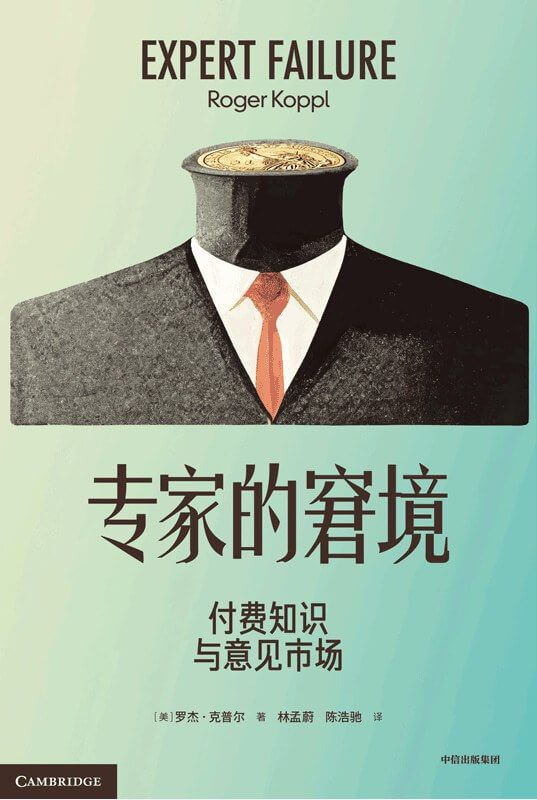 EXPERT FAILURE
Roger Koppl
专家的窘境
付费知识
与意见市场
[美]罗杰·克普尔 著 林孟蔚 陈浩驰 译
CAMBRIDGE
中信出版集团